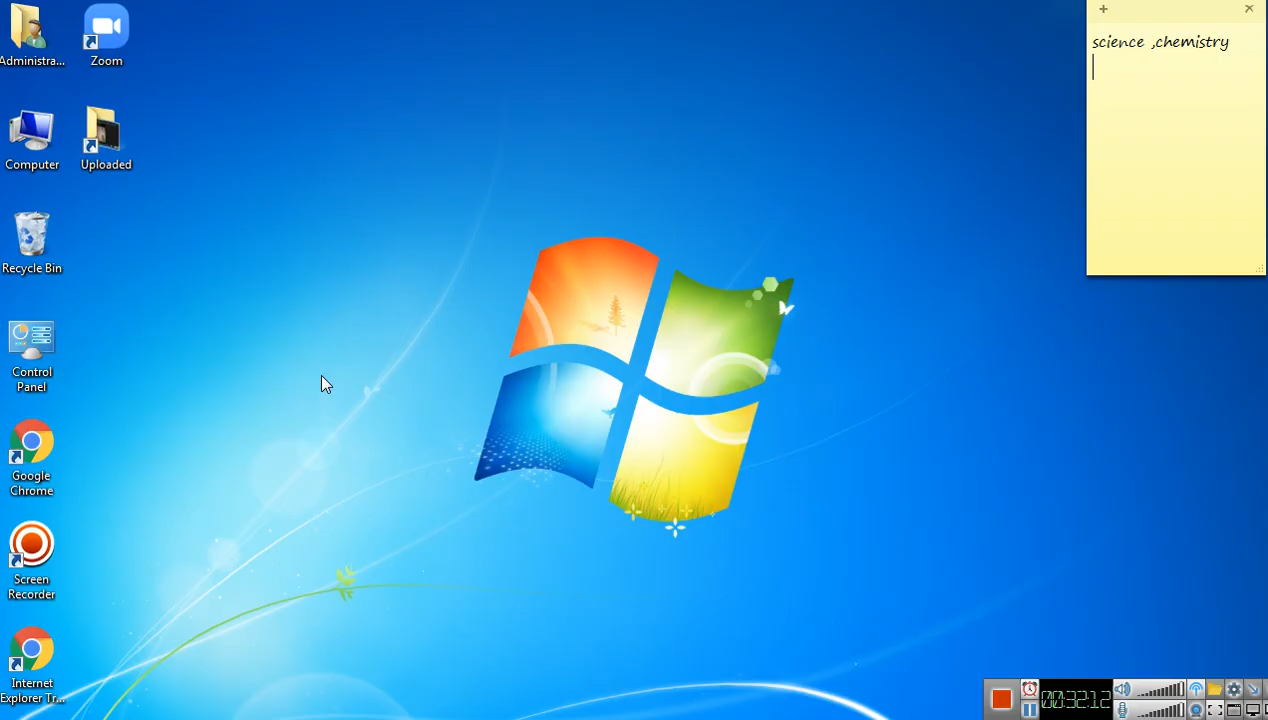 Administra...
Zoom
Computer
Uploaded
Recycle Bin
Control
Panel
Google
Chrome
Screen
Recorder
Internet
Explorer Tr...
science ,chemistry
00:32:12